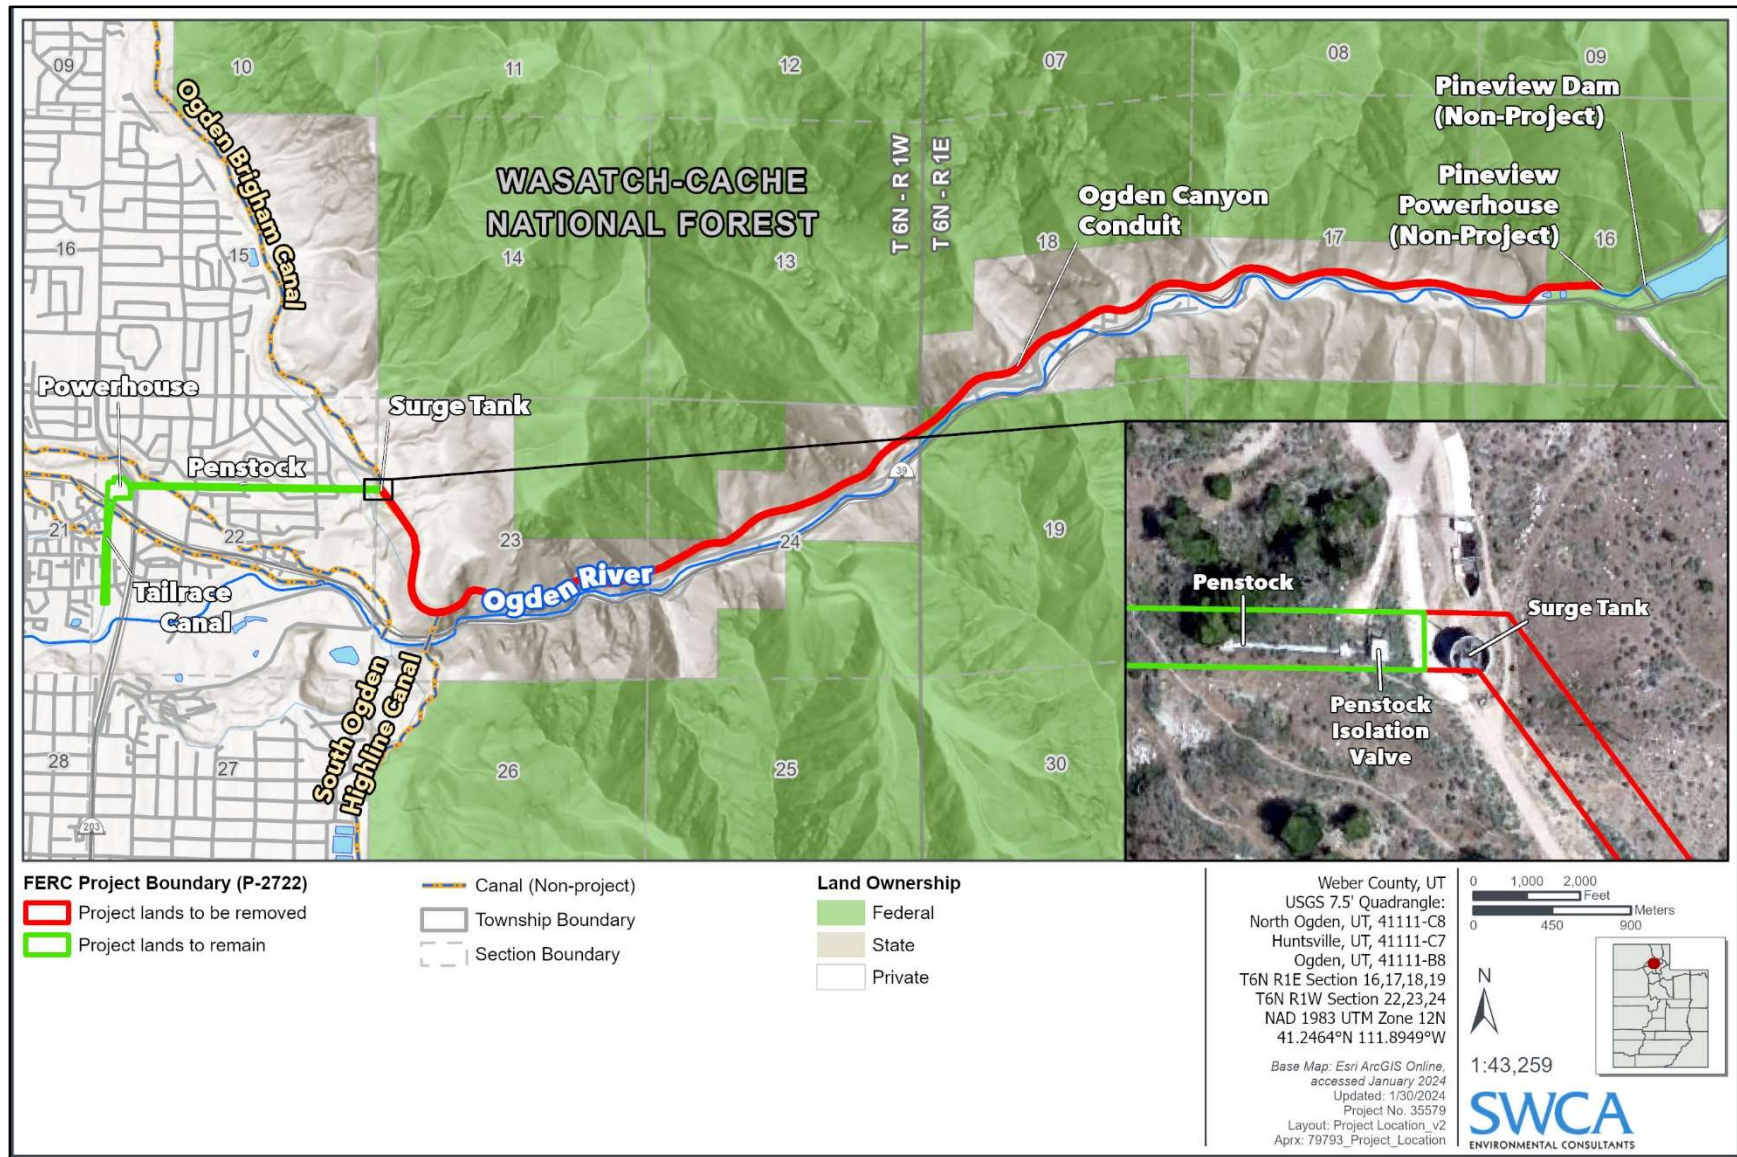 09
10
11
12
07
08
09
Pineview Dam
(Non-Project)
Ogden Brigham Canal
T6N - R1W
T6N - R1E
WASATCH-CACHE
NATIONAL FOREST
Ogden Canyon
Conduit
Pineview
Powerhouse
(Non-Project)
16
15
14
13
18
17
16
Powerhouse
Surge Tank
Penstock
39
21
22
23
24
19
Ogden River
Tailrace
Canal
South Ogden
Highline Canal
28
27
26
25
30
203
Penstock
Surge Tank
Penstock
Isolation
Valve
FERC Project Boundary (P-2722)
Project lands to be removed
Project lands to remain
Canal (Non-project)
Township Boundary
Section Boundary
Land Ownership
Federal
State
Private
Weber County, UT
USGS 7.5' Quadrangle:
North Ogden, UT, 41111-C8
Huntsville, UT, 41111-C7
Ogden, UT, 41111-B8
T6N R1E Section 16,17,18,19
T6N R1W Section 22,23,24
NAD 1983 UTM Zone 12N
41.2464°N 111.8949°W
Base Map: Esri ArcGIS Online,
accessed January 2024
Updated: 1/30/2024
Project No. 35579
Layout: Project Location_v2
Aprx: 79793_Project_Location
0 1,000 2,000
Feet
Meters
0 450 900
N
1:43,259
SWCA
ENVIRONMENTAL CONSULTANTS